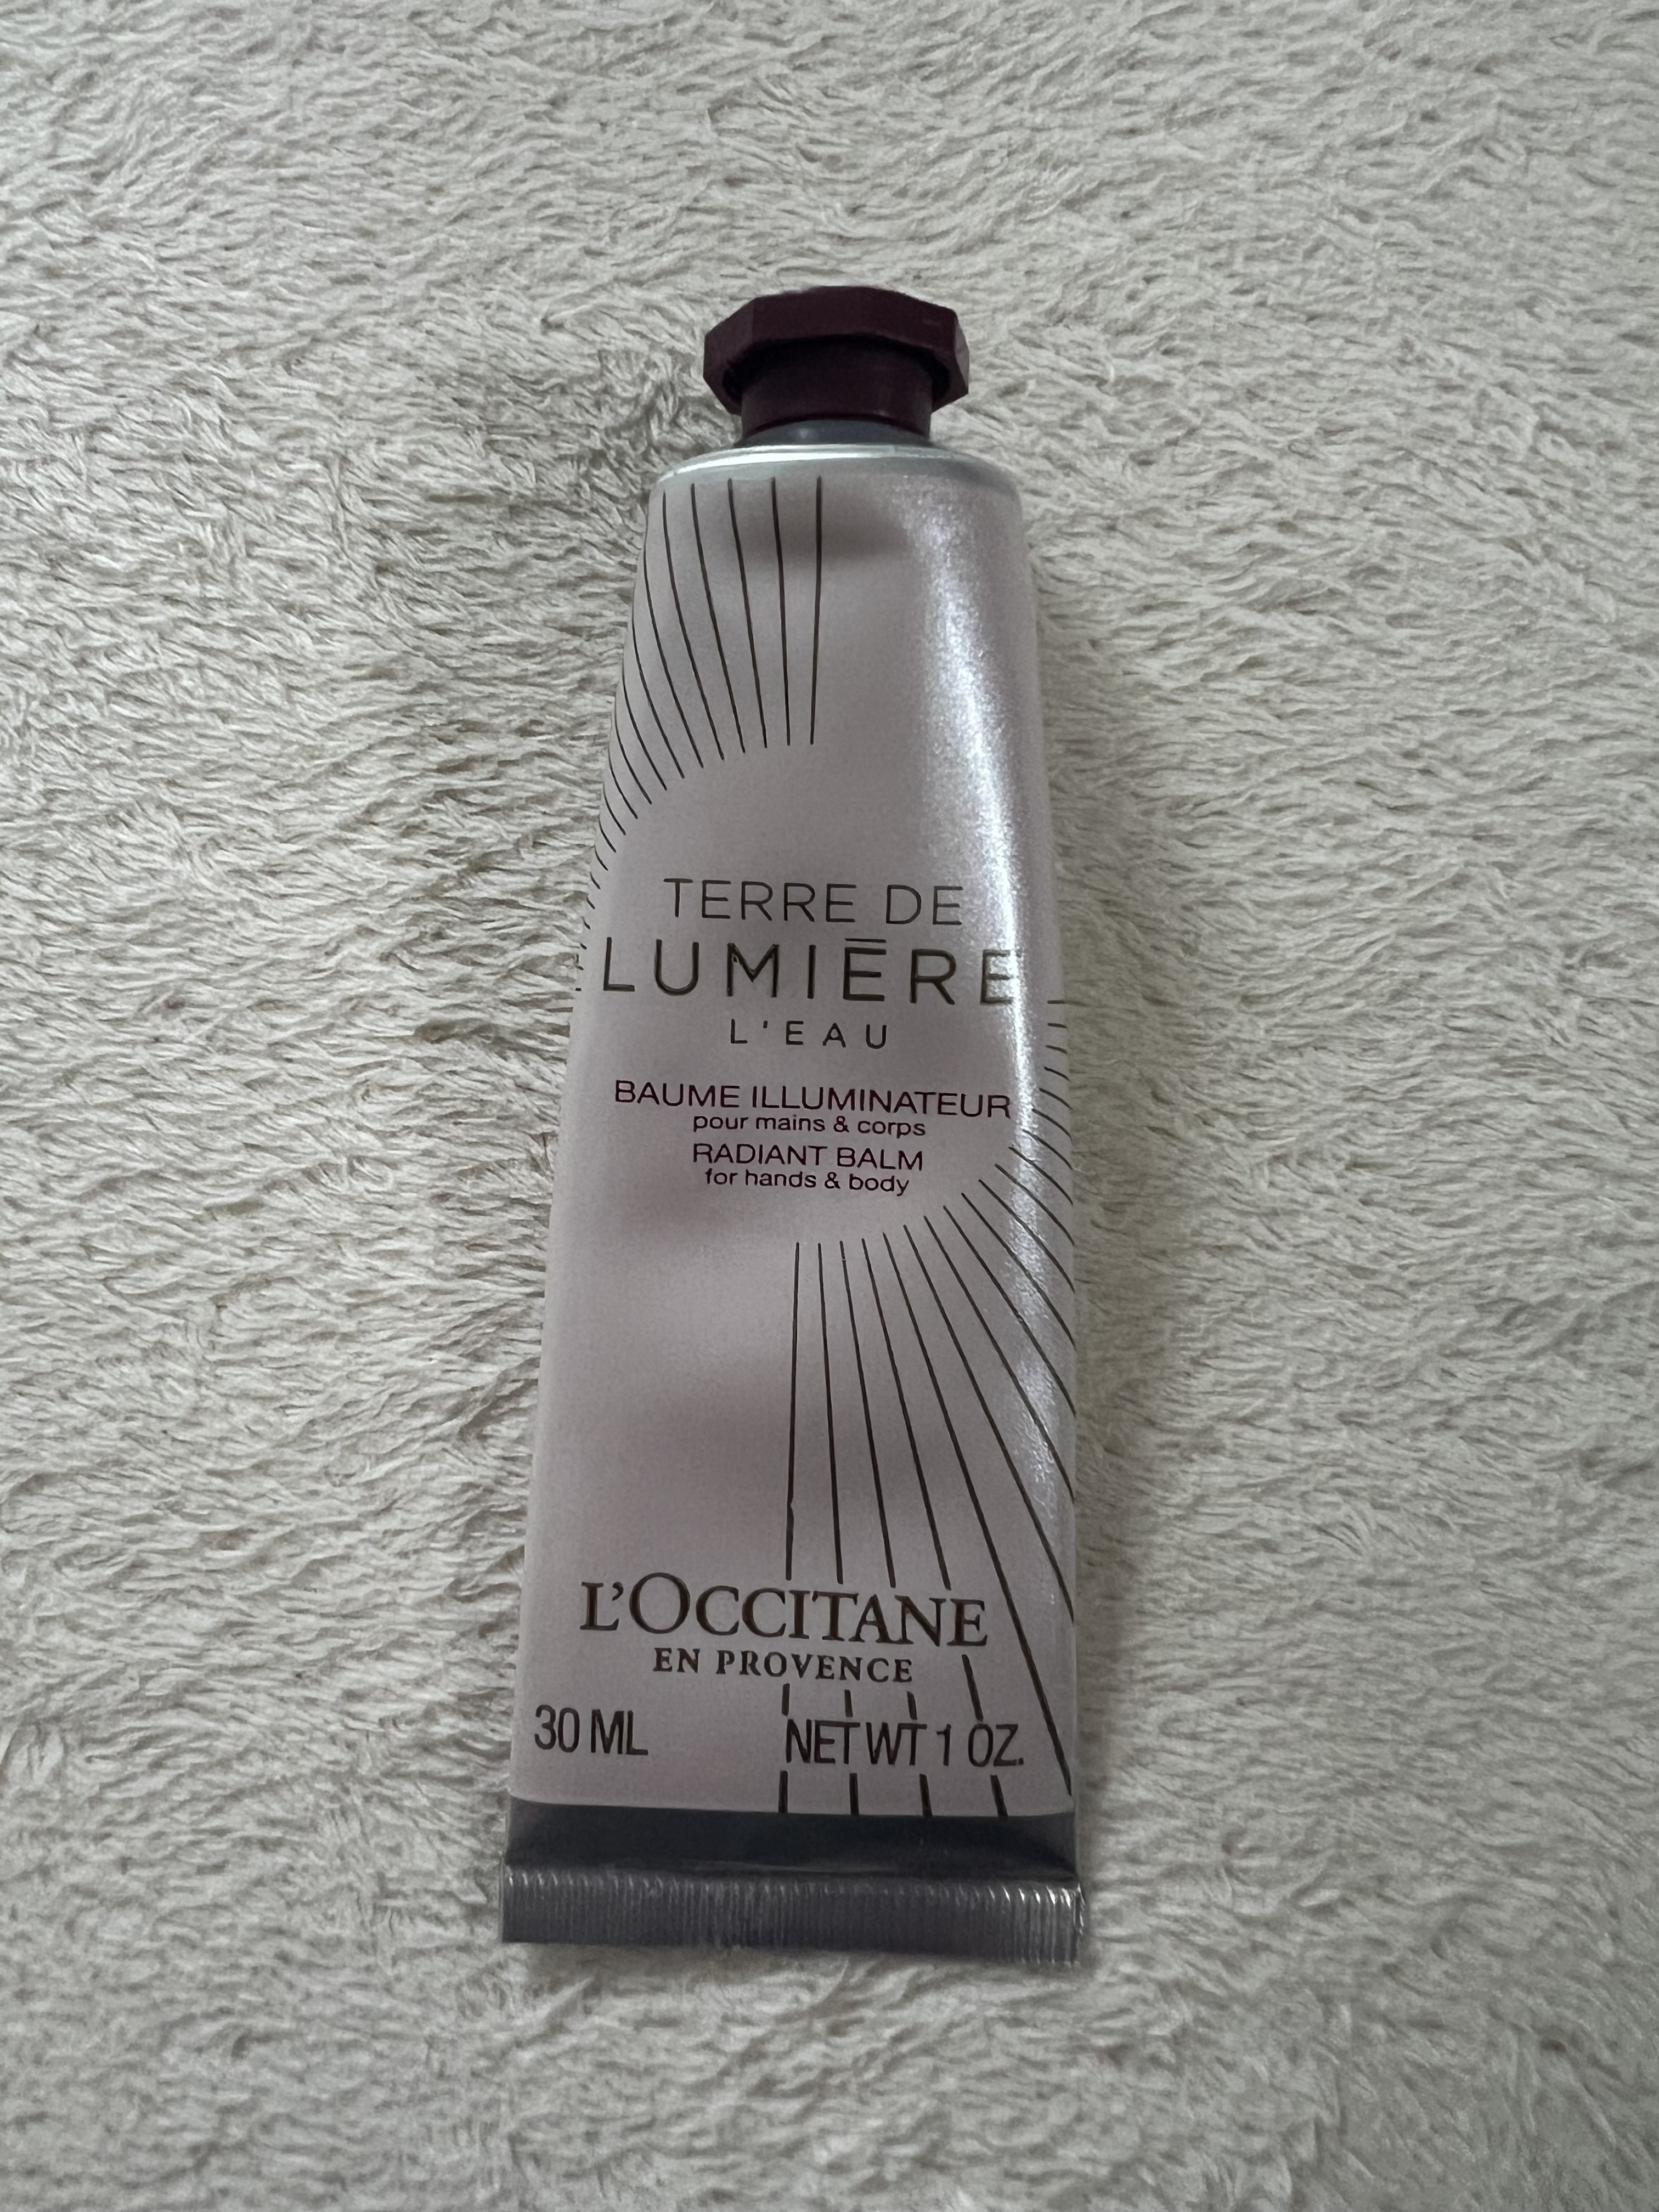 TERRE DE
LUMIĒRE
L'EAU
BAUME ILLUMINATEUR
pour mains & corps
RADIANT BALM
for hands & body
L'OCCITANE
EN PROVENCE
30 ML NET WT 1 OZ.